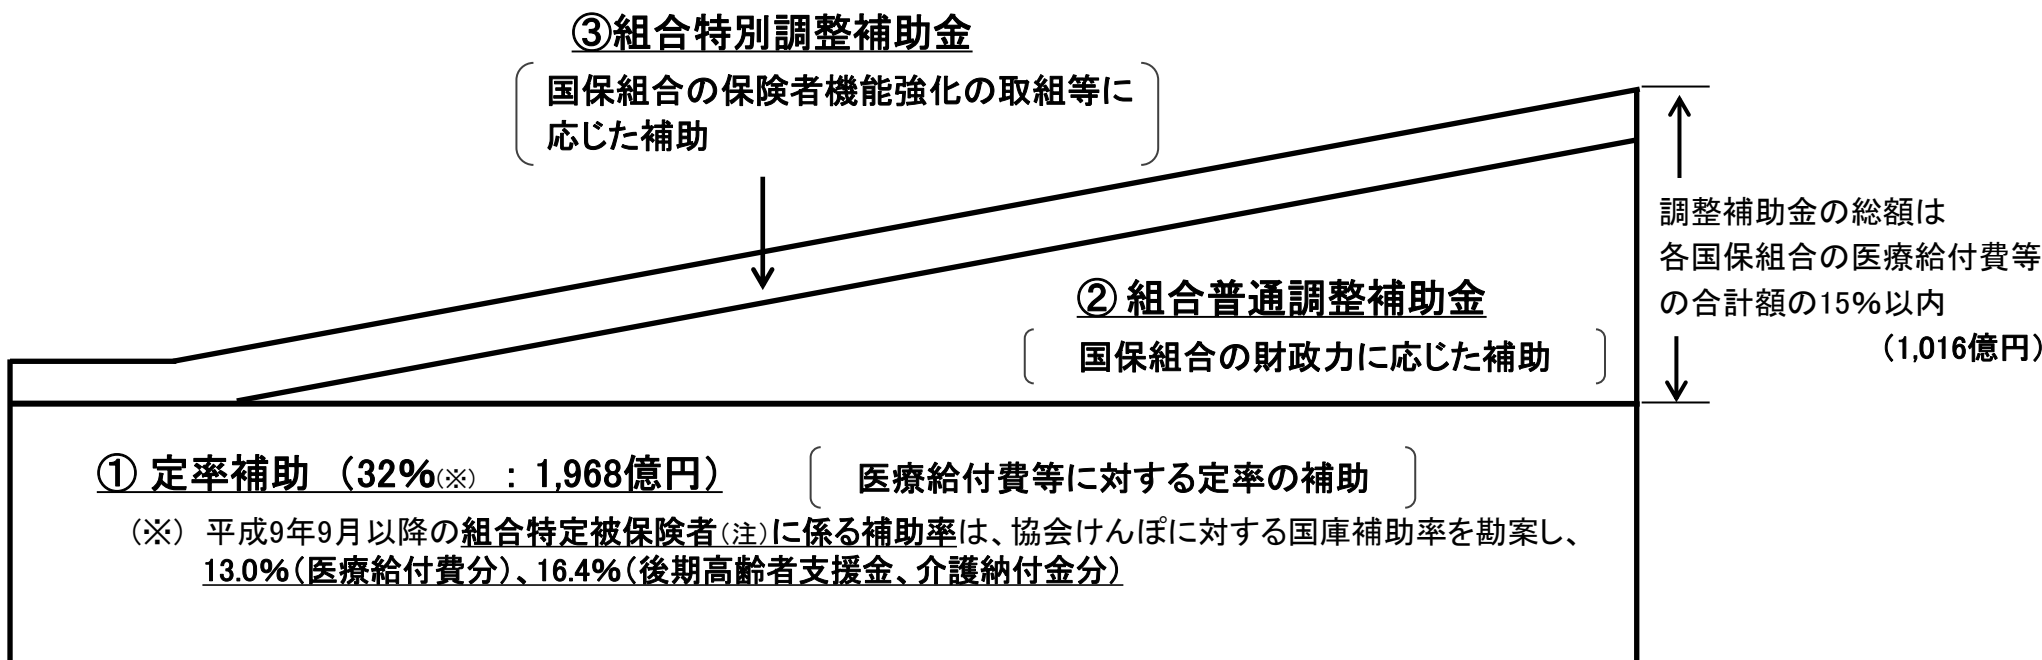 ③組合特別調整補助金
国保組合の保険者機能強化の取組等に
応じた補助
調整補助金の総額は
各国保組合の医療給付費等
の合計額の15%以内
(1,016億円)
② 組合普通調整補助金
国保組合の財政力に応じた補助
① 定率補助 (32%(※) : 1,968億円)
医療給付費等に対する定率の補助
(※) 平成9年9月以降の組合特定被保険者(注)に係る補助率は、協会けんぽに対する国庫補助率を勘案し、
13.0%(医療給付費分)、16.4%(後期高齢者支援金、介護納付金分)